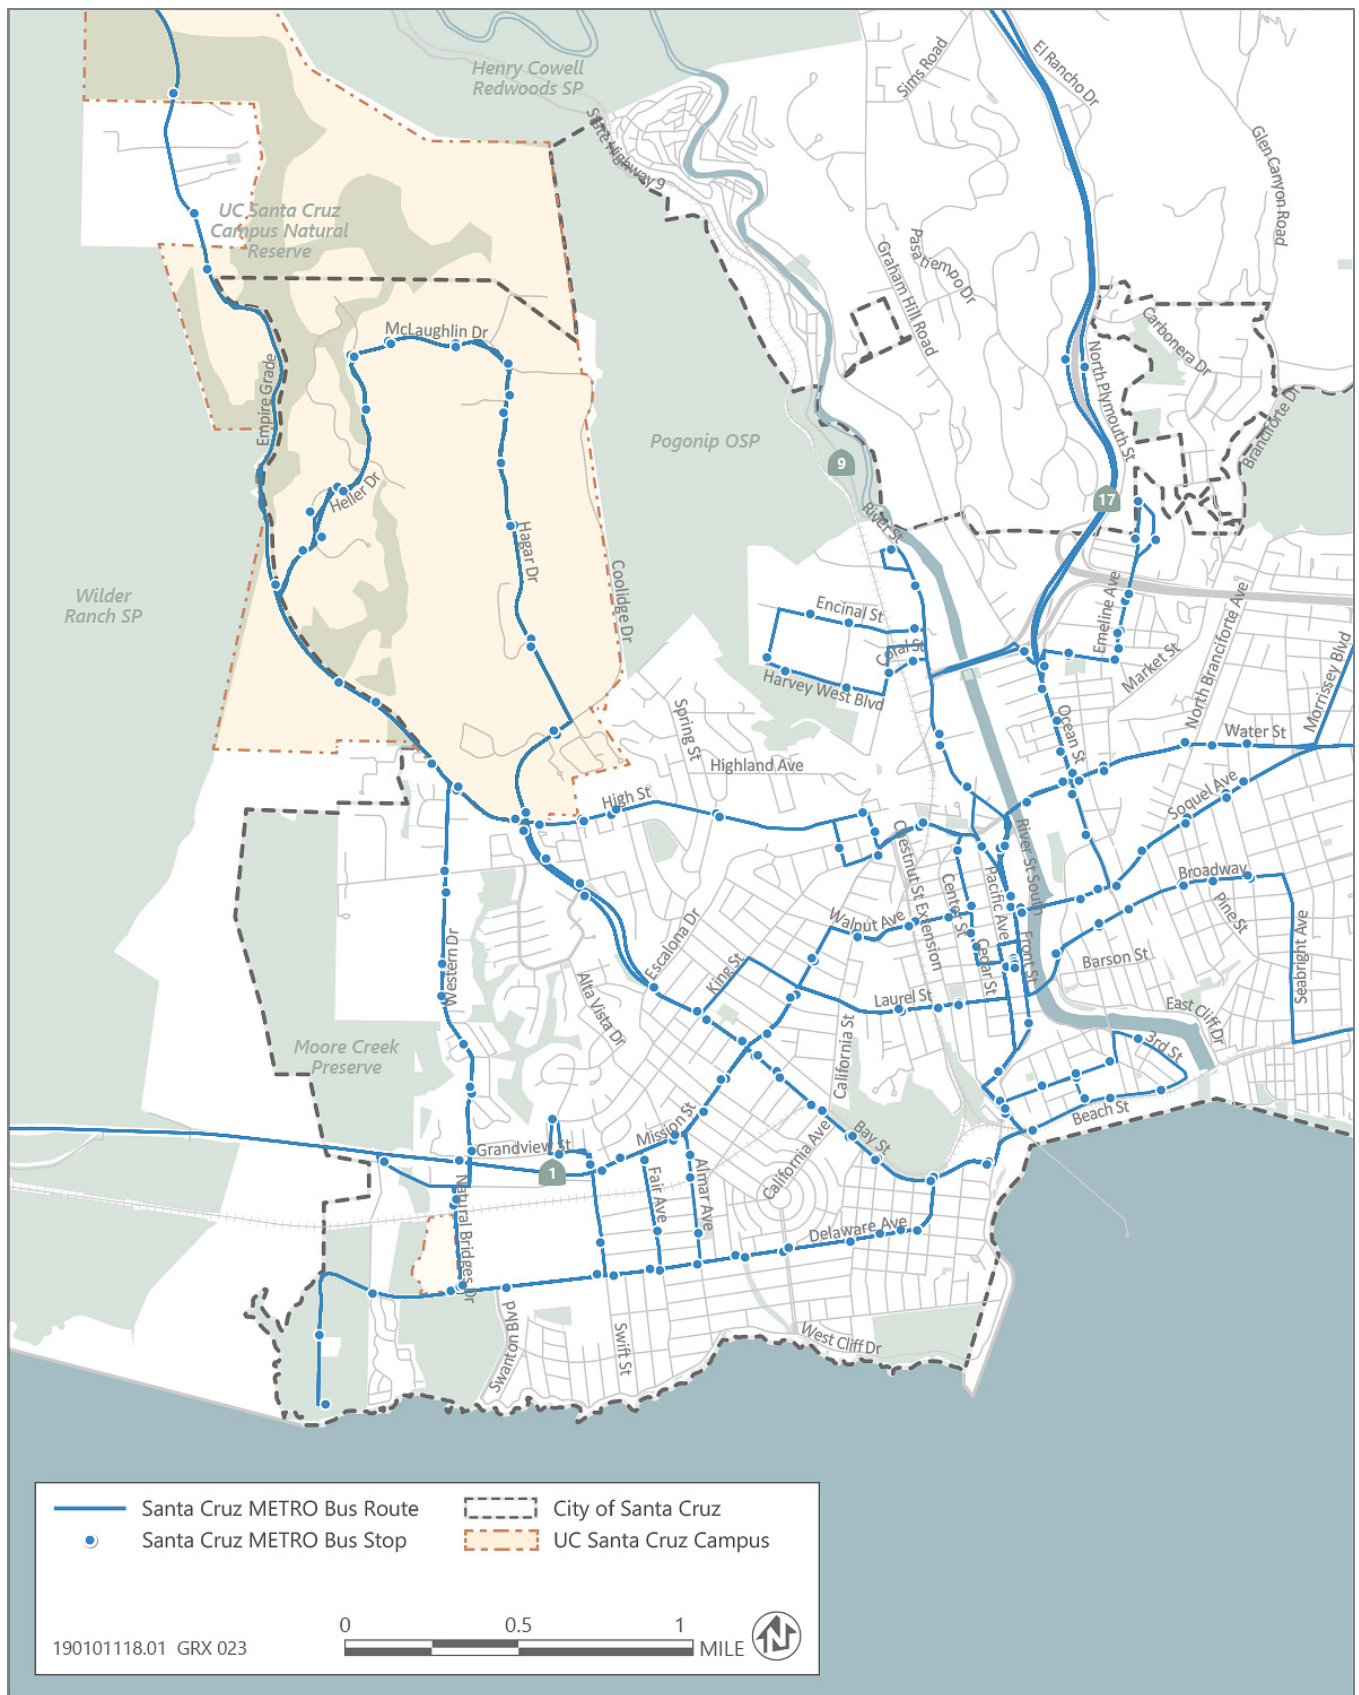 El Rancho Dr
Sims Road
Henry Cowell
Redwoods SP
State Highway 9
Glen Canyon Road
UC Santa Cruz
Campus Natural
Reserve
Pasatiempo Dr
Graham Hill Road
McLaughlin Dr
Carbonera Dr
North Plymouth St
Empire Grade
Branciforte Dr
Pogonip OSP
9
17
Heller Dr
River St
Hagar Dr
Coolidge Dr
Wilder
Ranch SP
Encinal St
Emeline Ave
North Branciforte Ave
Coral St
Market St
Morrissey Blvd
Harvey West Blvd
Spring St
Ocean St
Water St
Highland Ave
High St
Soquel Ave
River St South
Chestnut St Extension
Pacific Ave
Broadway
Center St
Pine St
Walnut Ave
Escalona Dr
Seabright Ave
Western Dr
King St
Cedar St
Front St
Barson St
Alta Vista Dr
Laurel St
East Cliff Dr
California St
3rd St
Moore Creek
Preserve
Beach St
Mission St
Bay St
Grandview St
1
California Ave
Fair Ave
Almar Ave
Natural Bridges Dr
Delaware Ave
Swanton Blvd
Swift St
West Cliff Dr
Santa Cruz METRO Bus Route
City of Santa Cruz
Santa Cruz METRO Bus Stop
UC Santa Cruz Campus
0 0.5 1
MILE
N
190101118.01 GRX 023